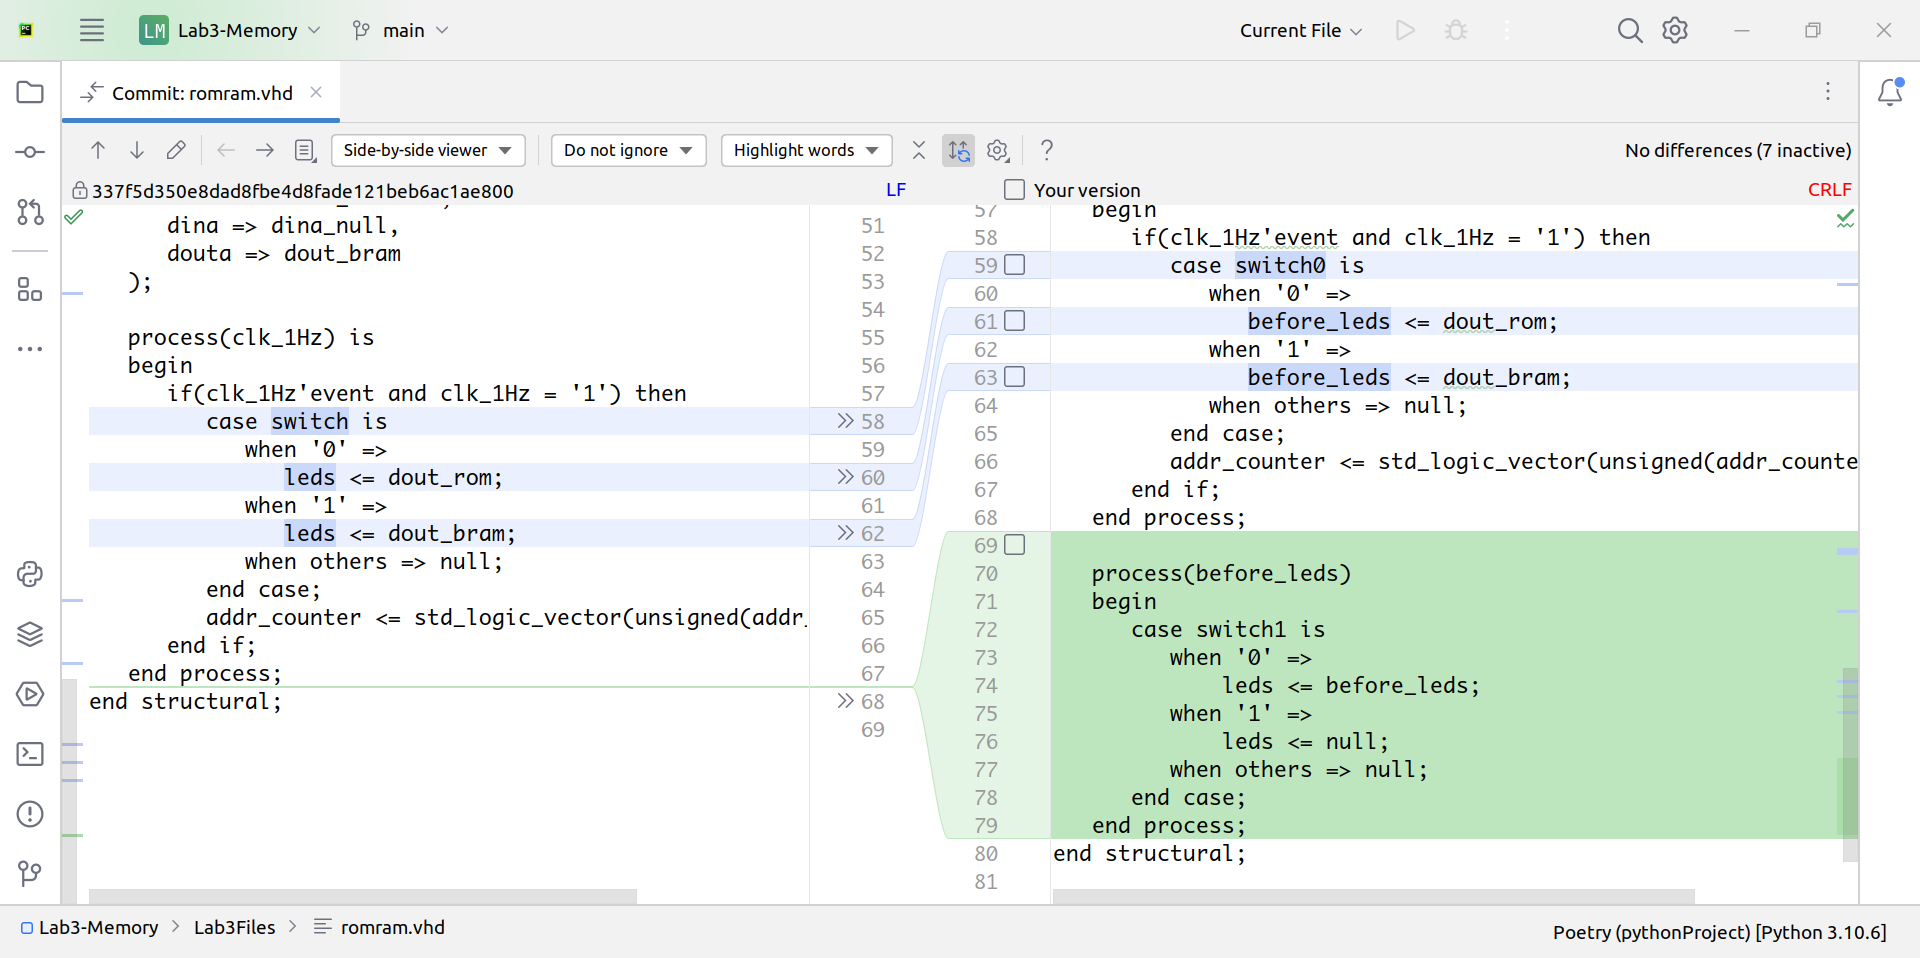 LM Lab3-Memory main Current File
Commit: romram.vhd
Side-by-side viewer Do not ignore Highlight words ? No differences (7 inactive)
337f5d350e8dad8fbe4d8fade121beb6ac1ae800 LF Your version CRLF
dina => dina_null, 51
douta => dout_bram 52
); 53
54
process(clk_1Hz) is 55
begin 56
if(clk_1Hz'event and clk_1Hz = '1') then 57
case switch is 58
when '0' => 59
leds <= dout_rom; 60
when '1' => 61
leds <= dout_bram; 62
when others => null; 63
end case; 64
addr_counter <= std_logic_vector(unsigned(addr_ 65
end if; 66
end process; 67
end structural; 68
69
57 begin
58 if(clk_1Hz'event and clk_1Hz = '1') then
59 case switch0 is
60 when '0' =>
61 before_leds <= dout_rom;
62 when '1' =>
63 before_leds <= dout_bram;
64 when others => null;
65 end case;
66 addr_counter <= std_logic_vector(unsigned(addr_counte
67 end if;
68 end process;
69
70 process(before_leds)
71 begin
72 case switch1 is
73 when '0' =>
74 leds <= before_leds;
75 when '1' =>
76 leds <= null;
77 when others => null;
78 end case;
79 end process;
80 end structural;
81
Lab3-Memory > Lab3Files > romram.vhd
Poetry (pythonProject) [Python 3.10.6]